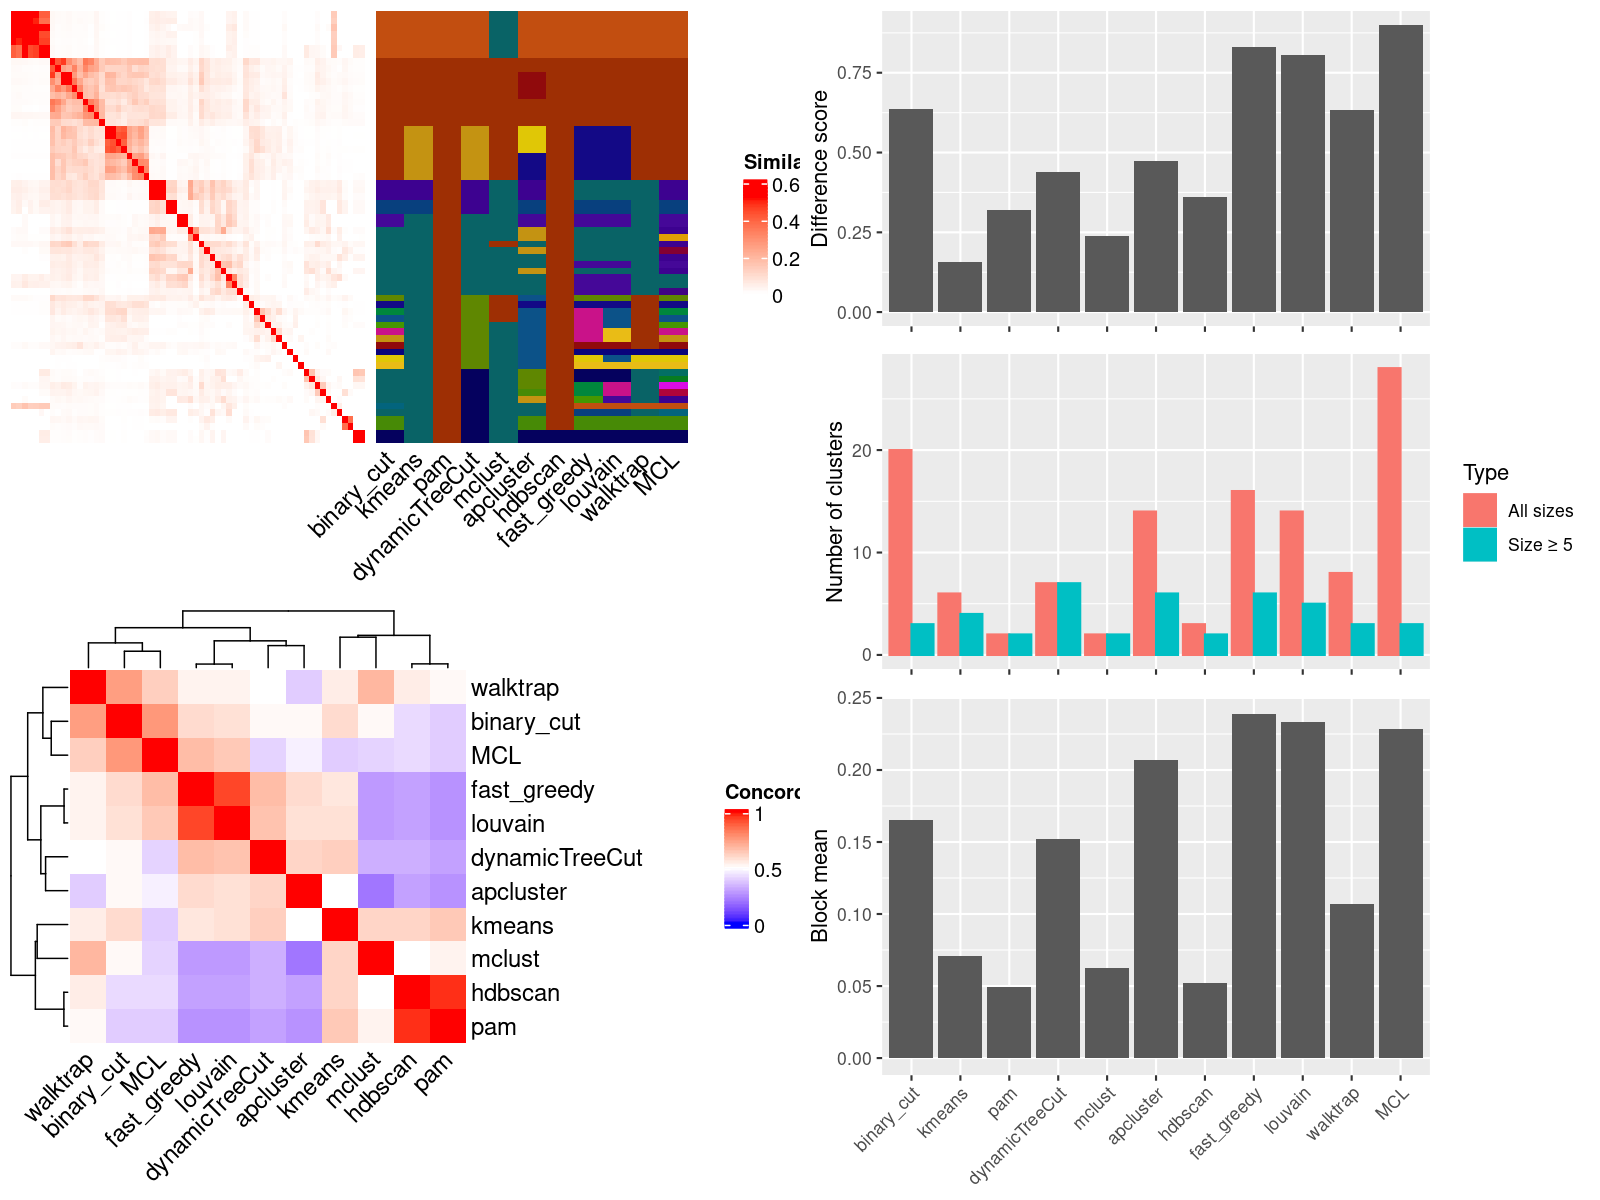 Simila
0.6
0.4
0.2
0
binary_cut
kmeans
pam
dynamicTreeCut
mclust
apcluster
hdbscan
fast_greedy
louvain
walktrap
MCL
walktrap
binary_cut
MCL
fast_greedy
louvain
dynamicTreeCut
apcluster
kmeans
mclust
hdbscan
pam
walktrap
binary_cut
MCL
fast_greedy
louvain
dynamicTreeCut
apcluster
kmeans
mclust
hdbscan
pam
Concord
1
0.5
0
Difference score
0.75
0.50
0.25
0.00
Number of clusters
20
10
0
Type
All sizes
Size ≥ 5
Block mean
0.25
0.20
0.15
0.10
0.05
0.00
binary_cut
kmeans
pam
dynamicTreeCut
mclust
apcluster
hdbscan
fast_greedy
louvain
walktrap
MCL